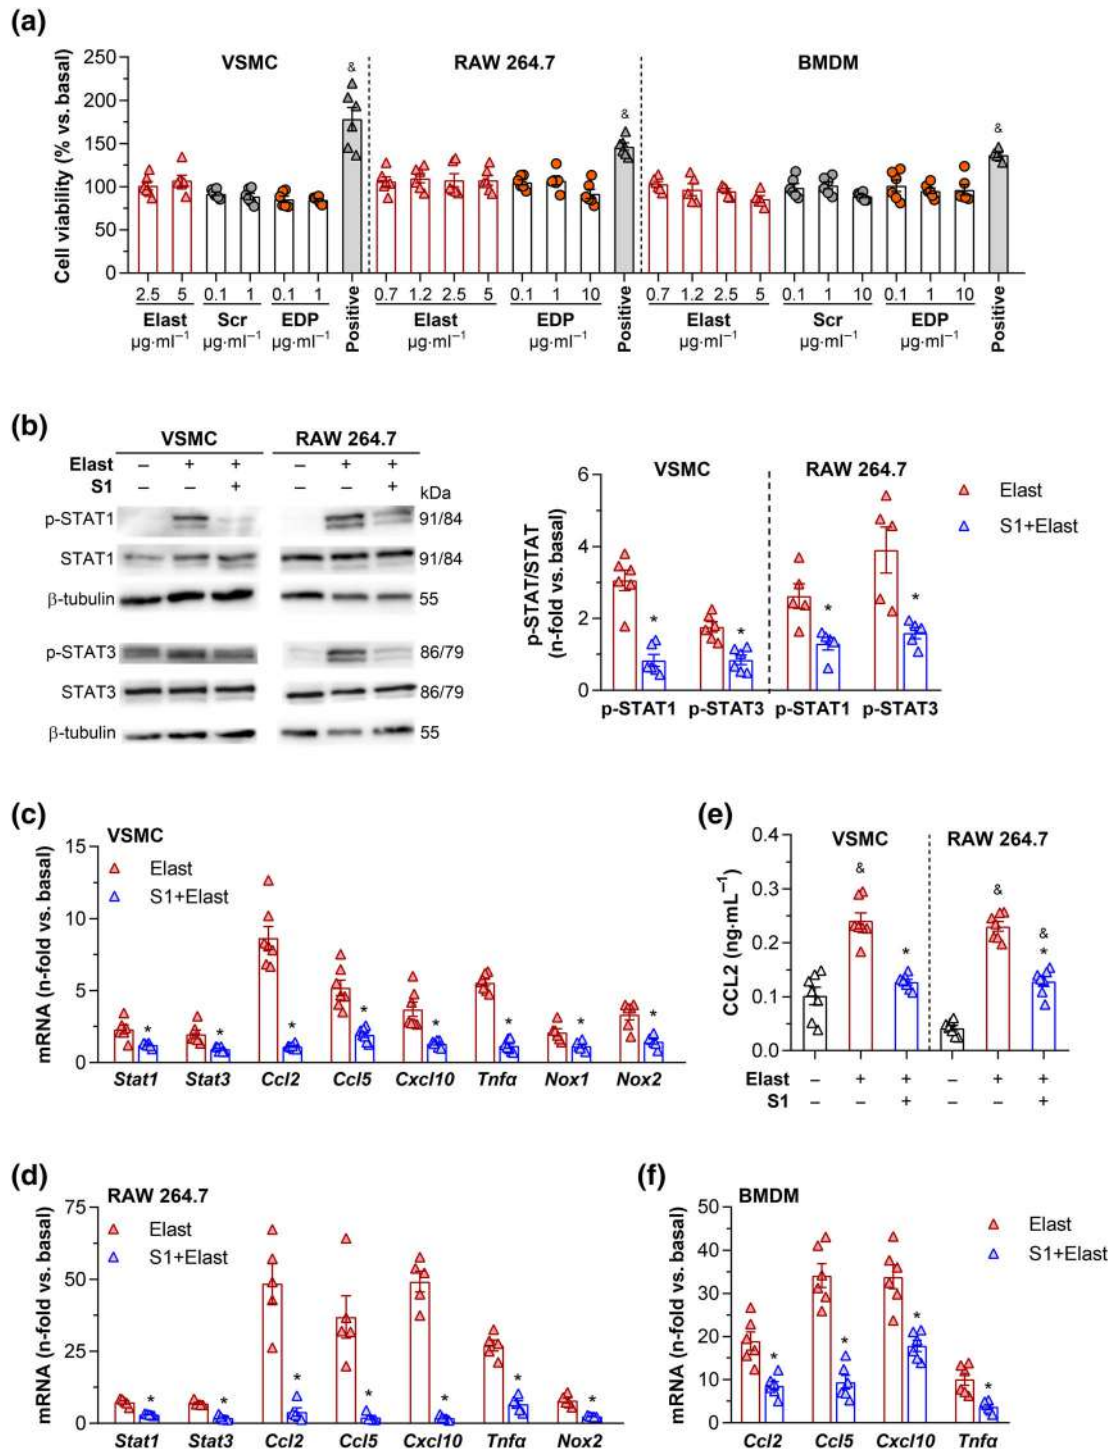 (a)
VSMC RAW 264.7 BMDM
Cell viability (% vs. basal)
250
200
150
100
50
0
& & &
2.5 5 0.1 1 0.1 1 0.7 1.2 2.5 5 0.1 1 10 0.7 1.2 2.5 5 0.1 1 10 0.1 1 10
Elast Scr EDP Positive Elast EDP Positive Elast Scr EDP Positive
µg·ml−1 µg·ml−1 µg·ml−1 µg·ml−1 µg·ml−1 µg·ml−1 µg·ml−1 µg·ml−1
(b)
VSMC RAW 264.7
Elast – + + – + +
S1 – – + – – + kDa
p-STAT1 91/84
STAT1 91/84
β-tubulin 55
p-STAT3 86/79
STAT3 86/79
β-tubulin 55
VSMC RAW 264.7
p-STAT/STAT
(n-fold vs. basal)
6
4
2
0
* * * *
p-STAT1 p-STAT3 p-STAT1 p-STAT3
Elast
S1+Elast
(c)
VSMC
Elast
S1+Elast
mRNA (n-fold vs. basal)
15
10
5
0
* * * * * * * *
Stat1 Stat3 Ccl2 Ccl5 Cxcl10 Tnfα Nox1 Nox2
(e)
VSMC RAW 264.7
CCL2 (ng·mL−1)
0.4
0.3
0.2
0.1
0.0
& * & &
*
Elast – + + – + +
S1 – – + – – +
(d)
RAW 264.7
Elast
S1+Elast
mRNA (n-fold vs. basal)
75
50
25
0
* * * * * * *
Stat1 Stat3 Ccl2 Ccl5 Cxcl10 Tnfα Nox2
(f)
BMDM
mRNA (n-fold vs. basal)
50
40
30
20
10
0
* * * *
Ccl2 Ccl5 Cxcl10 Tnfα
Elast
S1+Elast